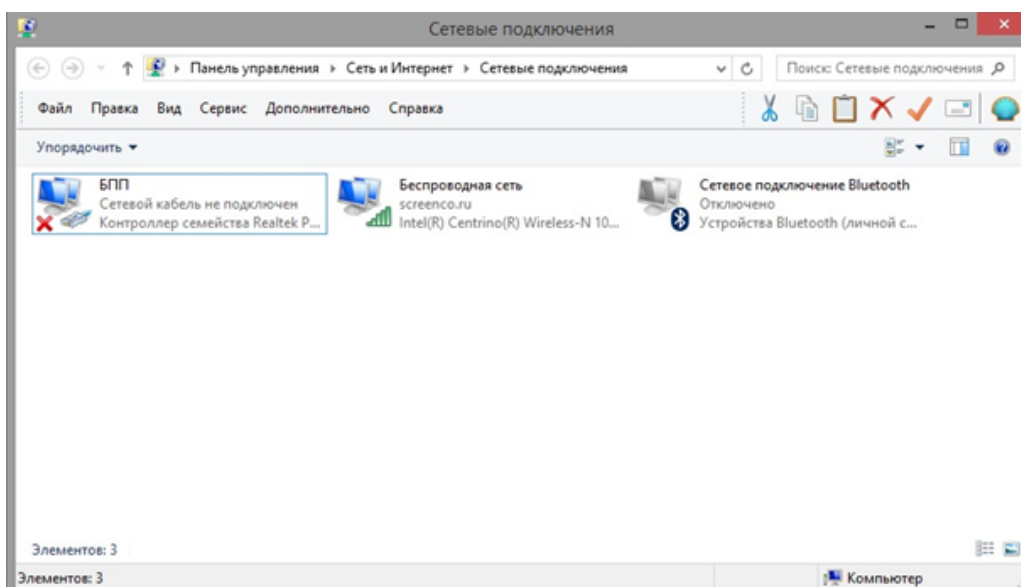 Сетевые подключения
Панель управления Сеть и Интернет Сетевые подключения Поиск: Сетевые подключения
Файл Правка Вид Сервис Дополнительно Справка
Упорядочить
БПП
Сетевой кабель не подключен
Контроллер семейства Realtek P...
Беспроводная сеть
screenco.ru
Intel(R) Centrino(R) Wireless-N 10...
Сетевое подключение Bluetooth
Отключено
Устройства Bluetooth (личной с...
Элементов: 3
Элементов: 3 Компьютер